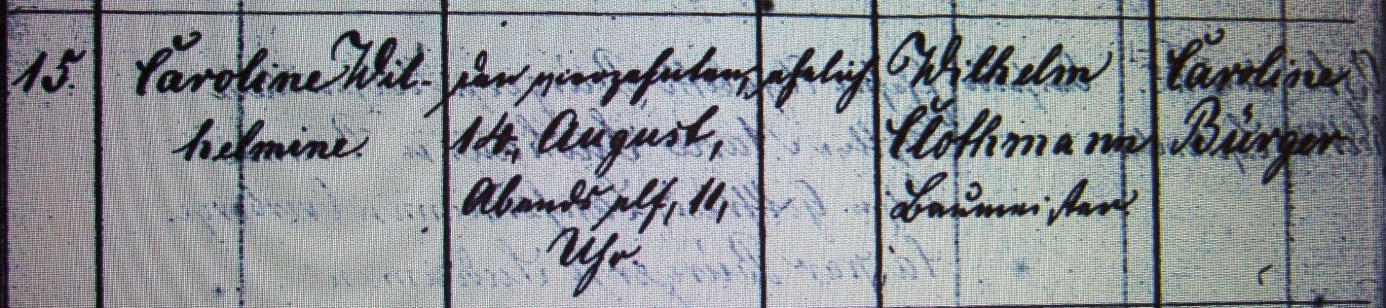 15. Caroline Wil- den vierzehnten, ehelich. Wilhelm Caroline
helmine. 14., August, Clothmann Bürger
Abends elf, 11, Baumeister
Uhr